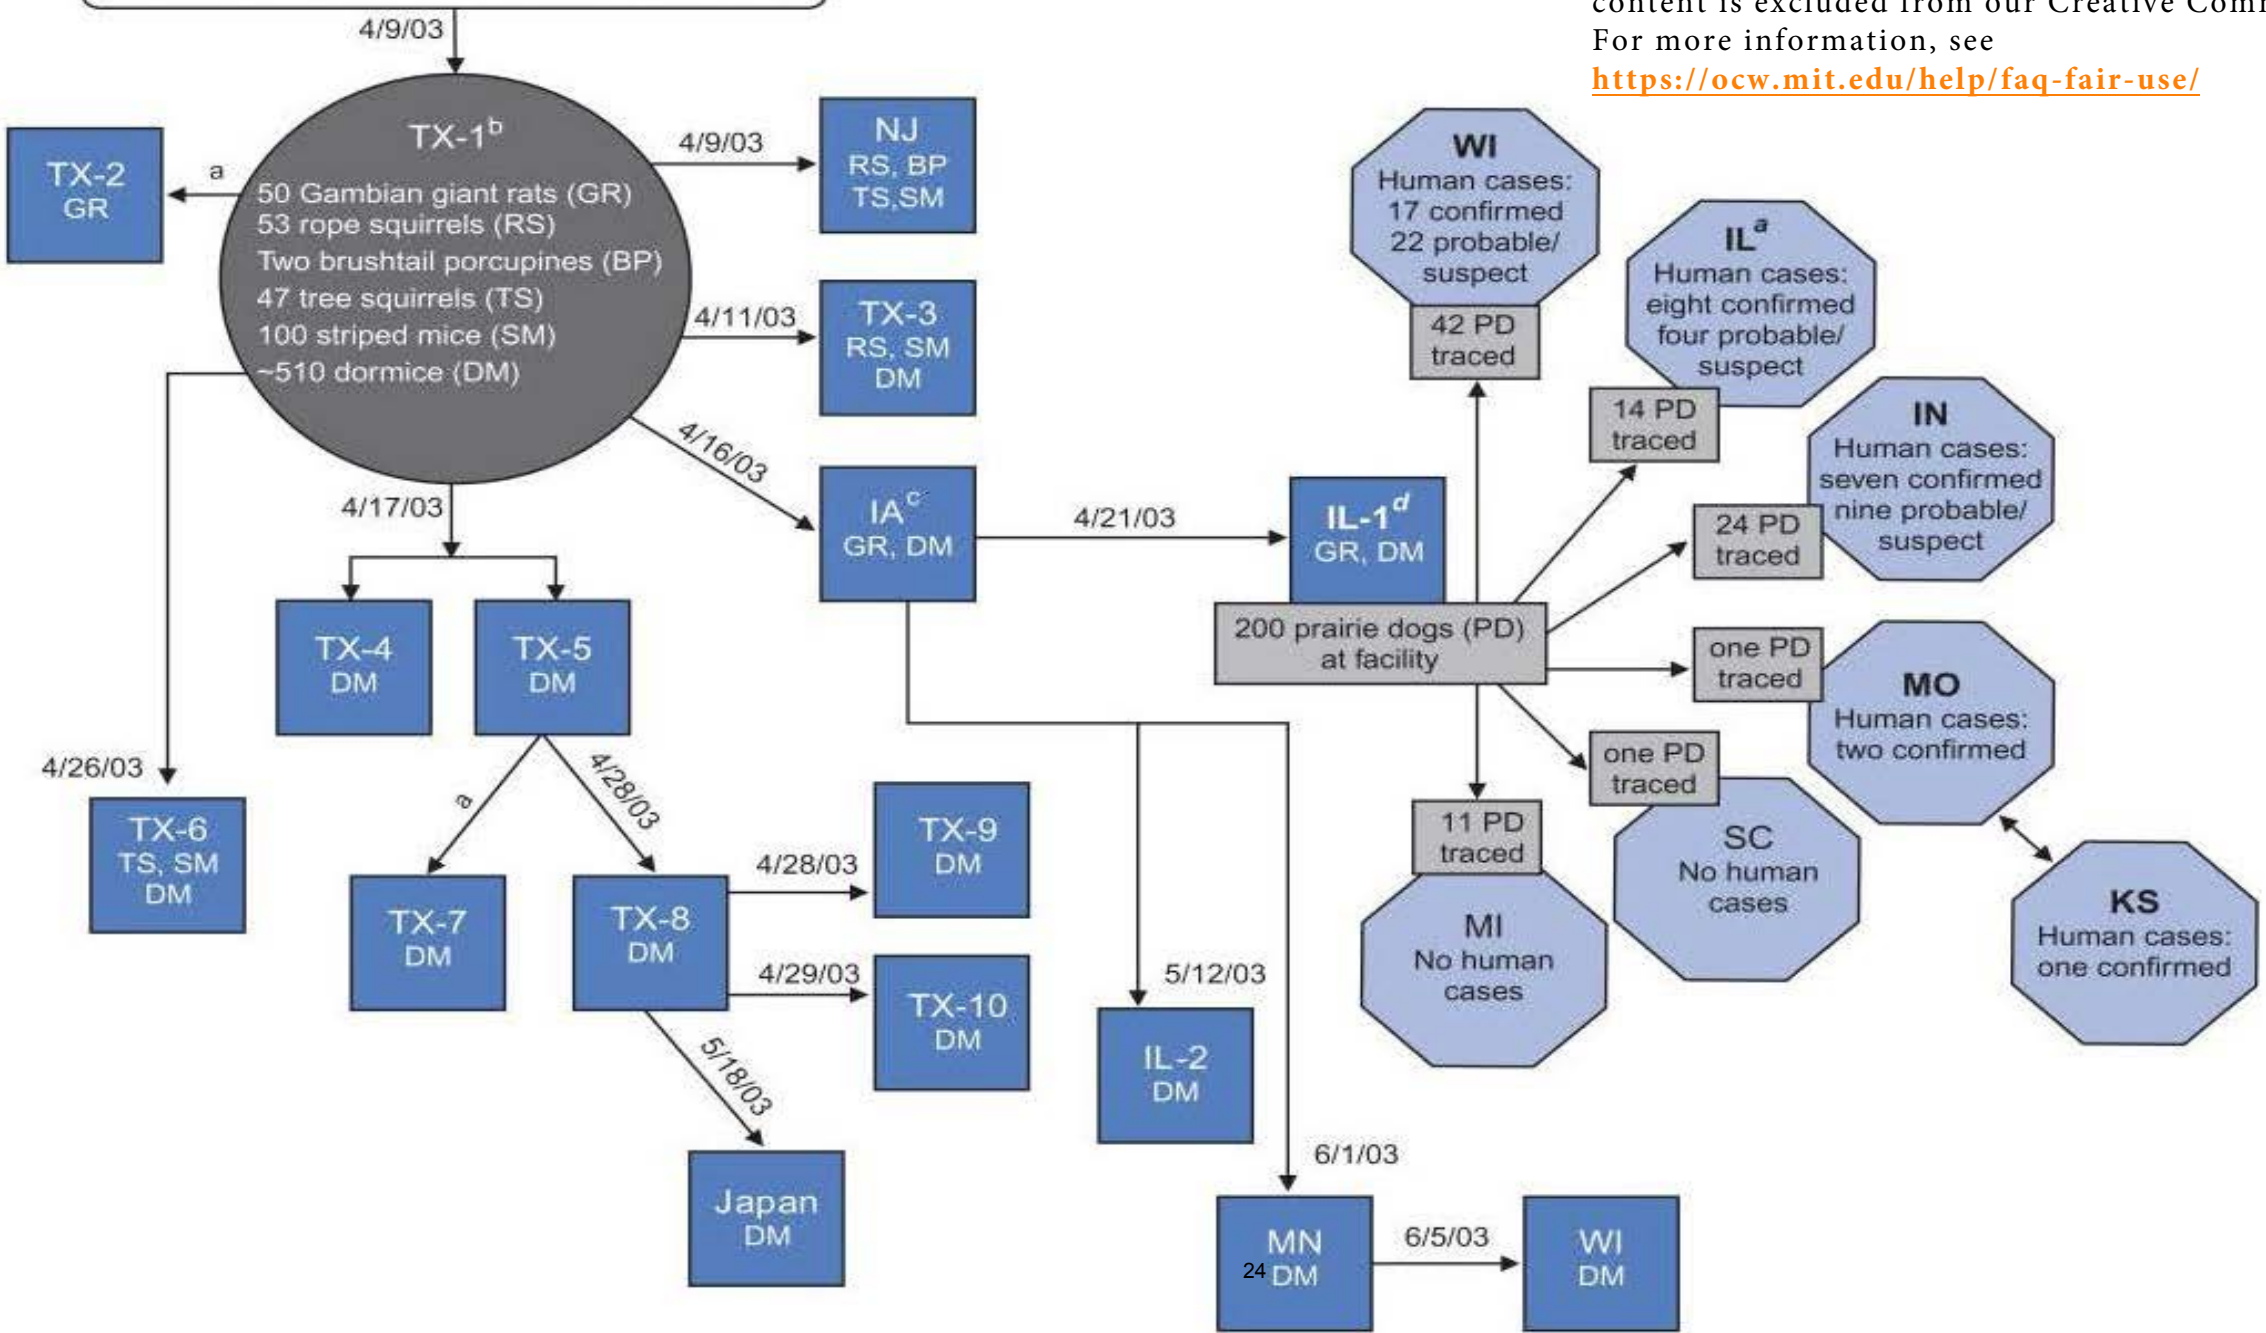 content is excluded from our Creative Comm
For more information, see
https://ocw.mit.edu/help/faq-fair-use/
4/9/03
TX-1b
50 Gambian giant rats (GR)
53 rope squirrels (RS)
Two brushtail porcupines (BP)
47 tree squirrels (TS)
100 striped mice (SM)
~510 dormice (DM)
a
TX-2
GR
4/9/03
NJ
RS, BP
TS,SM
4/11/03
TX-3
RS, SM
DM
4/16/03
IAc
GR, DM
4/17/03
TX-4
DM
TX-5
DM
4/26/03
TX-6
TS, SM
DM
a
TX-7
DM
4/28/03
TX-8
DM
4/28/03
TX-9
DM
4/29/03
TX-10
DM
5/18/03
Japan
DM
4/21/03
IL-1d
GR, DM
200 prairie dogs (PD)
at facility
5/12/03
IL-2
DM
6/1/03
MN
24 DM
6/5/03
WI
DM
WI
Human cases:
17 confirmed
22 probable/
suspect
42 PD
traced
ILa
Human cases:
eight confirmed
four probable/
suspect
14 PD
traced
IN
Human cases:
seven confirmed
nine probable/
suspect
24 PD
traced
one PD
traced
MO
Human cases:
two confirmed
one PD
traced
SC
No human
cases
11 PD
traced
MI
No human
cases
KS
Human cases:
one confirmed